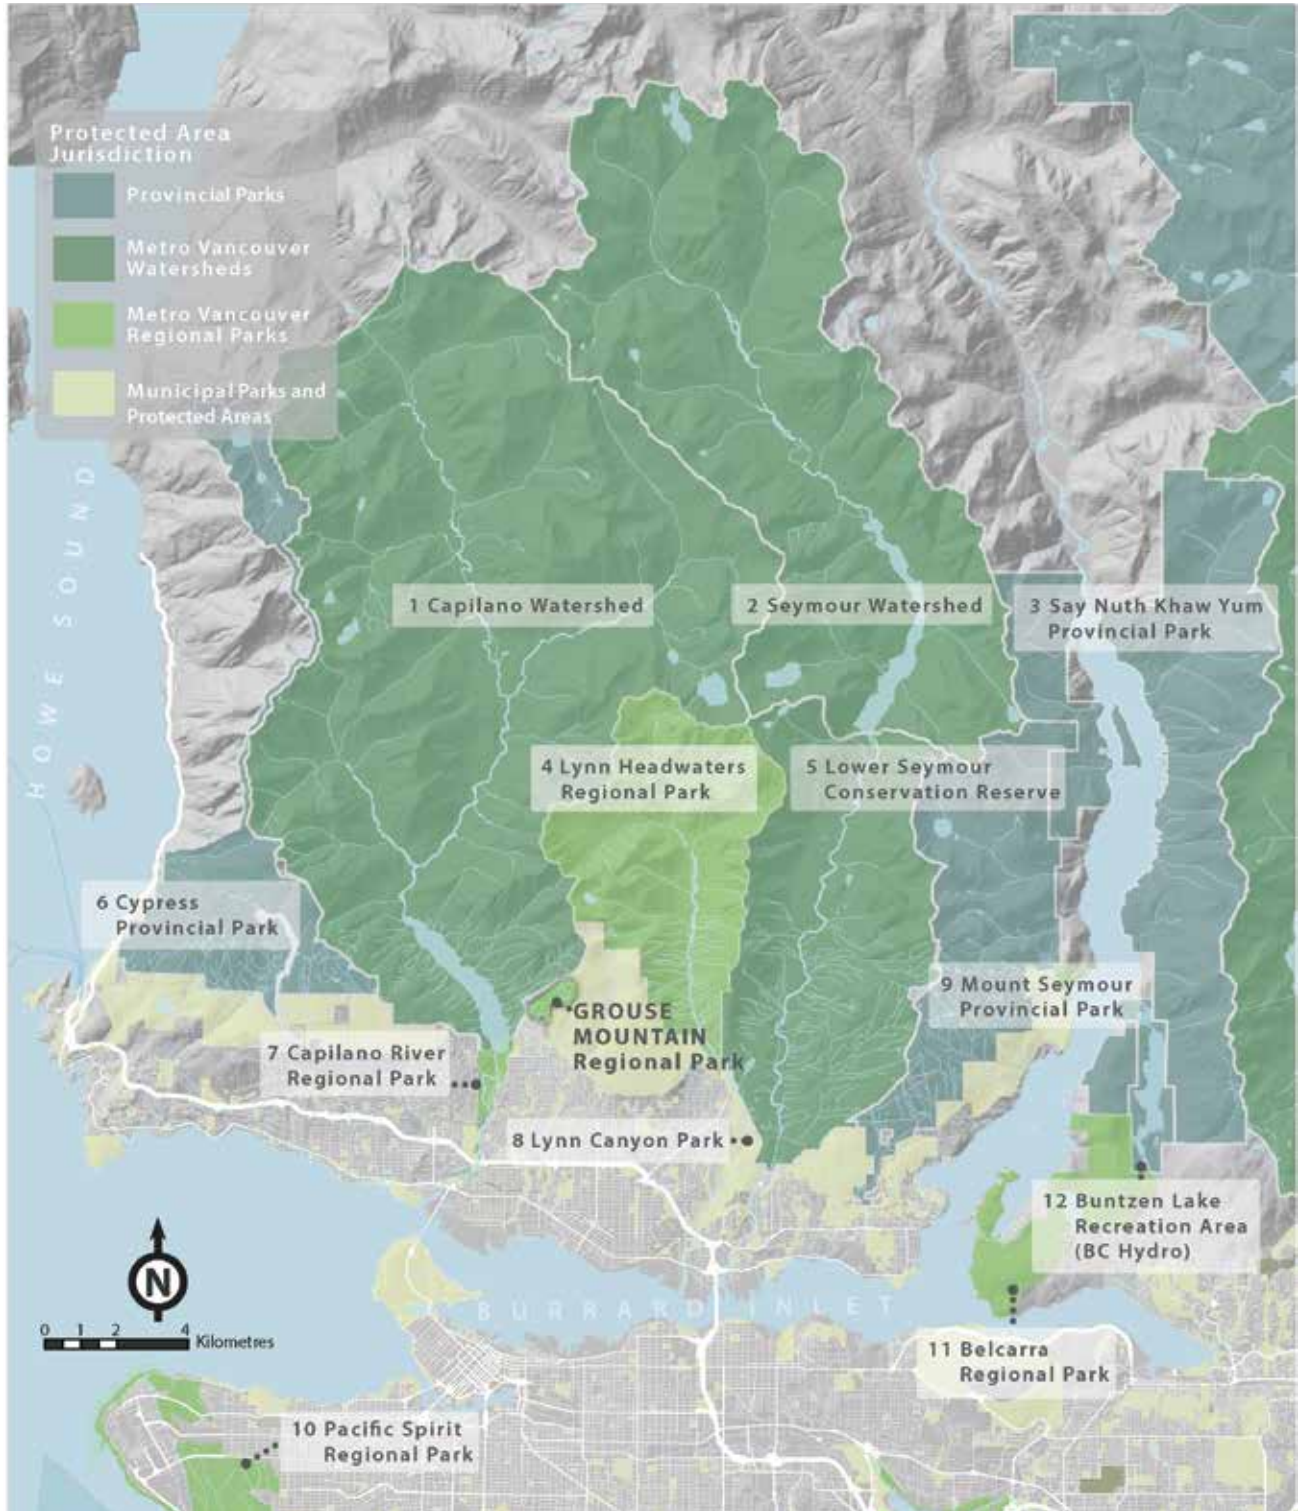 Protected Area
Jurisdiction
Provincial Parks
Metro Vancouver
Watersheds
Metro Vancouver
Regional Parks
Municipal Parks and
Protected Areas
HOWE SOUND
1 Capilano Watershed
2 Seymour Watershed
3 Say Nuth Khaw Yum
Provincial Park
4 Lynn Headwaters
Regional Park
5 Lower Seymour
Conservation Reserve
6 Cypress
Provincial Park
9 Mount Seymour
Provincial Park
GROUSE
MOUNTAIN
Regional Park
7 Capilano River
Regional Park
8 Lynn Canyon Park
12 Buntzen Lake
Recreation Area
(BC Hydro)
N
BURRARD INLET
0 1 2 4
Kilometres
11 Belcarra
Regional Park
10 Pacific Spirit
Regional Park